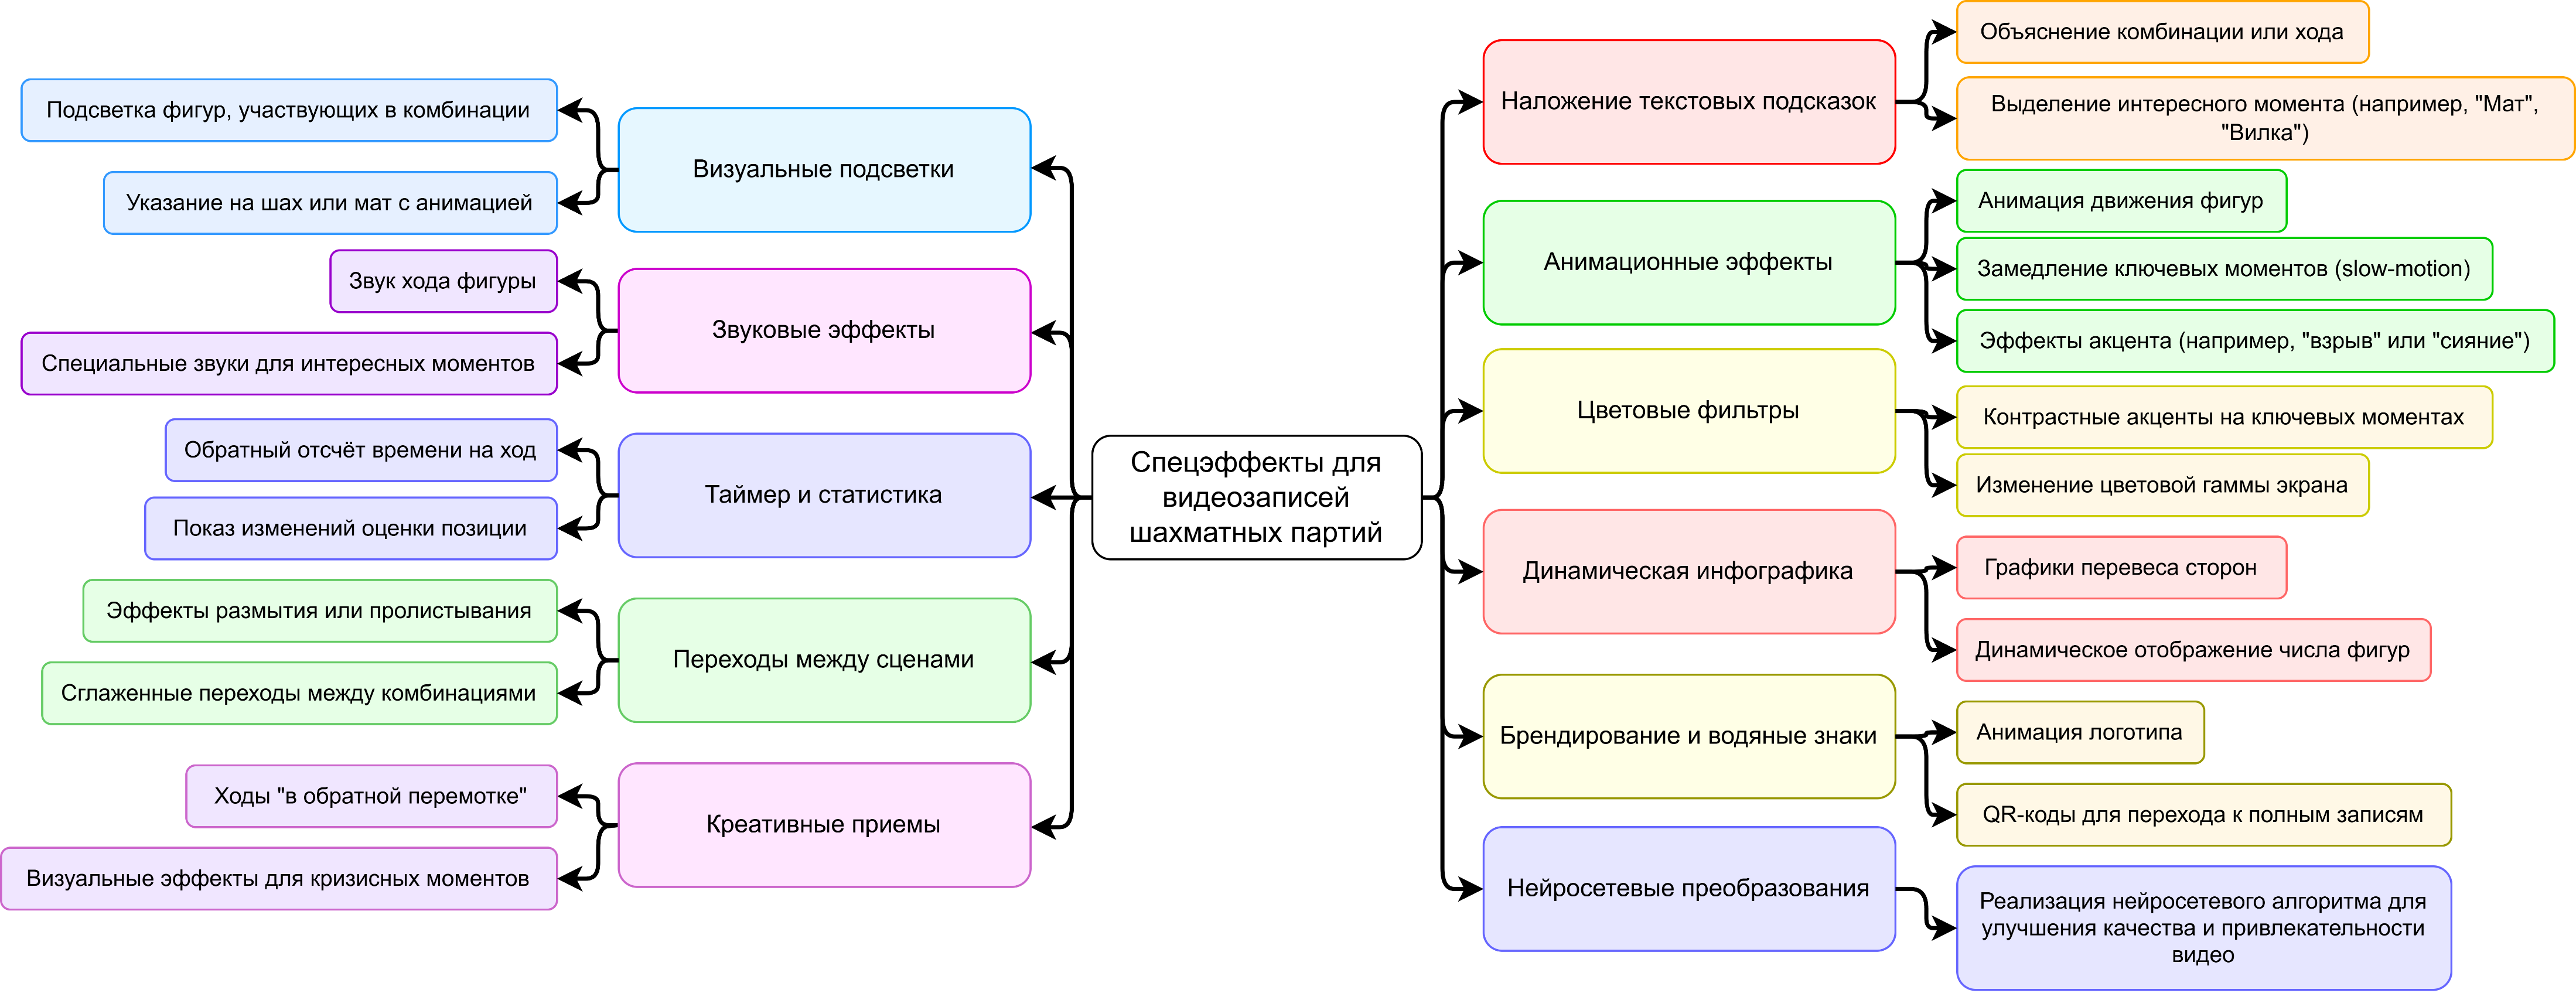 Спецэффекты для
видеозаписей
шахматных партий
Визуальные подсветки
Подсветка фигур, участвующих в комбинации
Указание на шах или мат с анимацией
Звуковые эффекты
Звук хода фигуры
Специальные звуки для интересных моментов
Таймер и статистика
Обратный отсчёт времени на ход
Показ изменений оценки позиции
Переходы между сценами
Эффекты размытия или пролистывания
Сглаженные переходы между комбинациями
Креативные приемы
Ходы "в обратной перемотке"
Визуальные эффекты для кризисных моментов
Наложение текстовых подсказок
Объяснение комбинации или хода
Выделение интересного момента (например, "Мат",
"Вилка")
Анимационные эффекты
Анимация движения фигур
Замедление ключевых моментов (slow-motion)
Эффекты акцента (например, "взрыв" или "сияние")
Цветовые фильтры
Контрастные акценты на ключевых моментах
Изменение цветовой гаммы экрана
Динамическая инфографика
Графики перевеса сторон
Динамическое отображение числа фигур
Брендирование и водяные знаки
Анимация логотипа
QR-коды для перехода к полным записям
Нейросетевые преобразования
Реализация нейросетевого алгоритма для
улучшения качества и привлекательности
видео